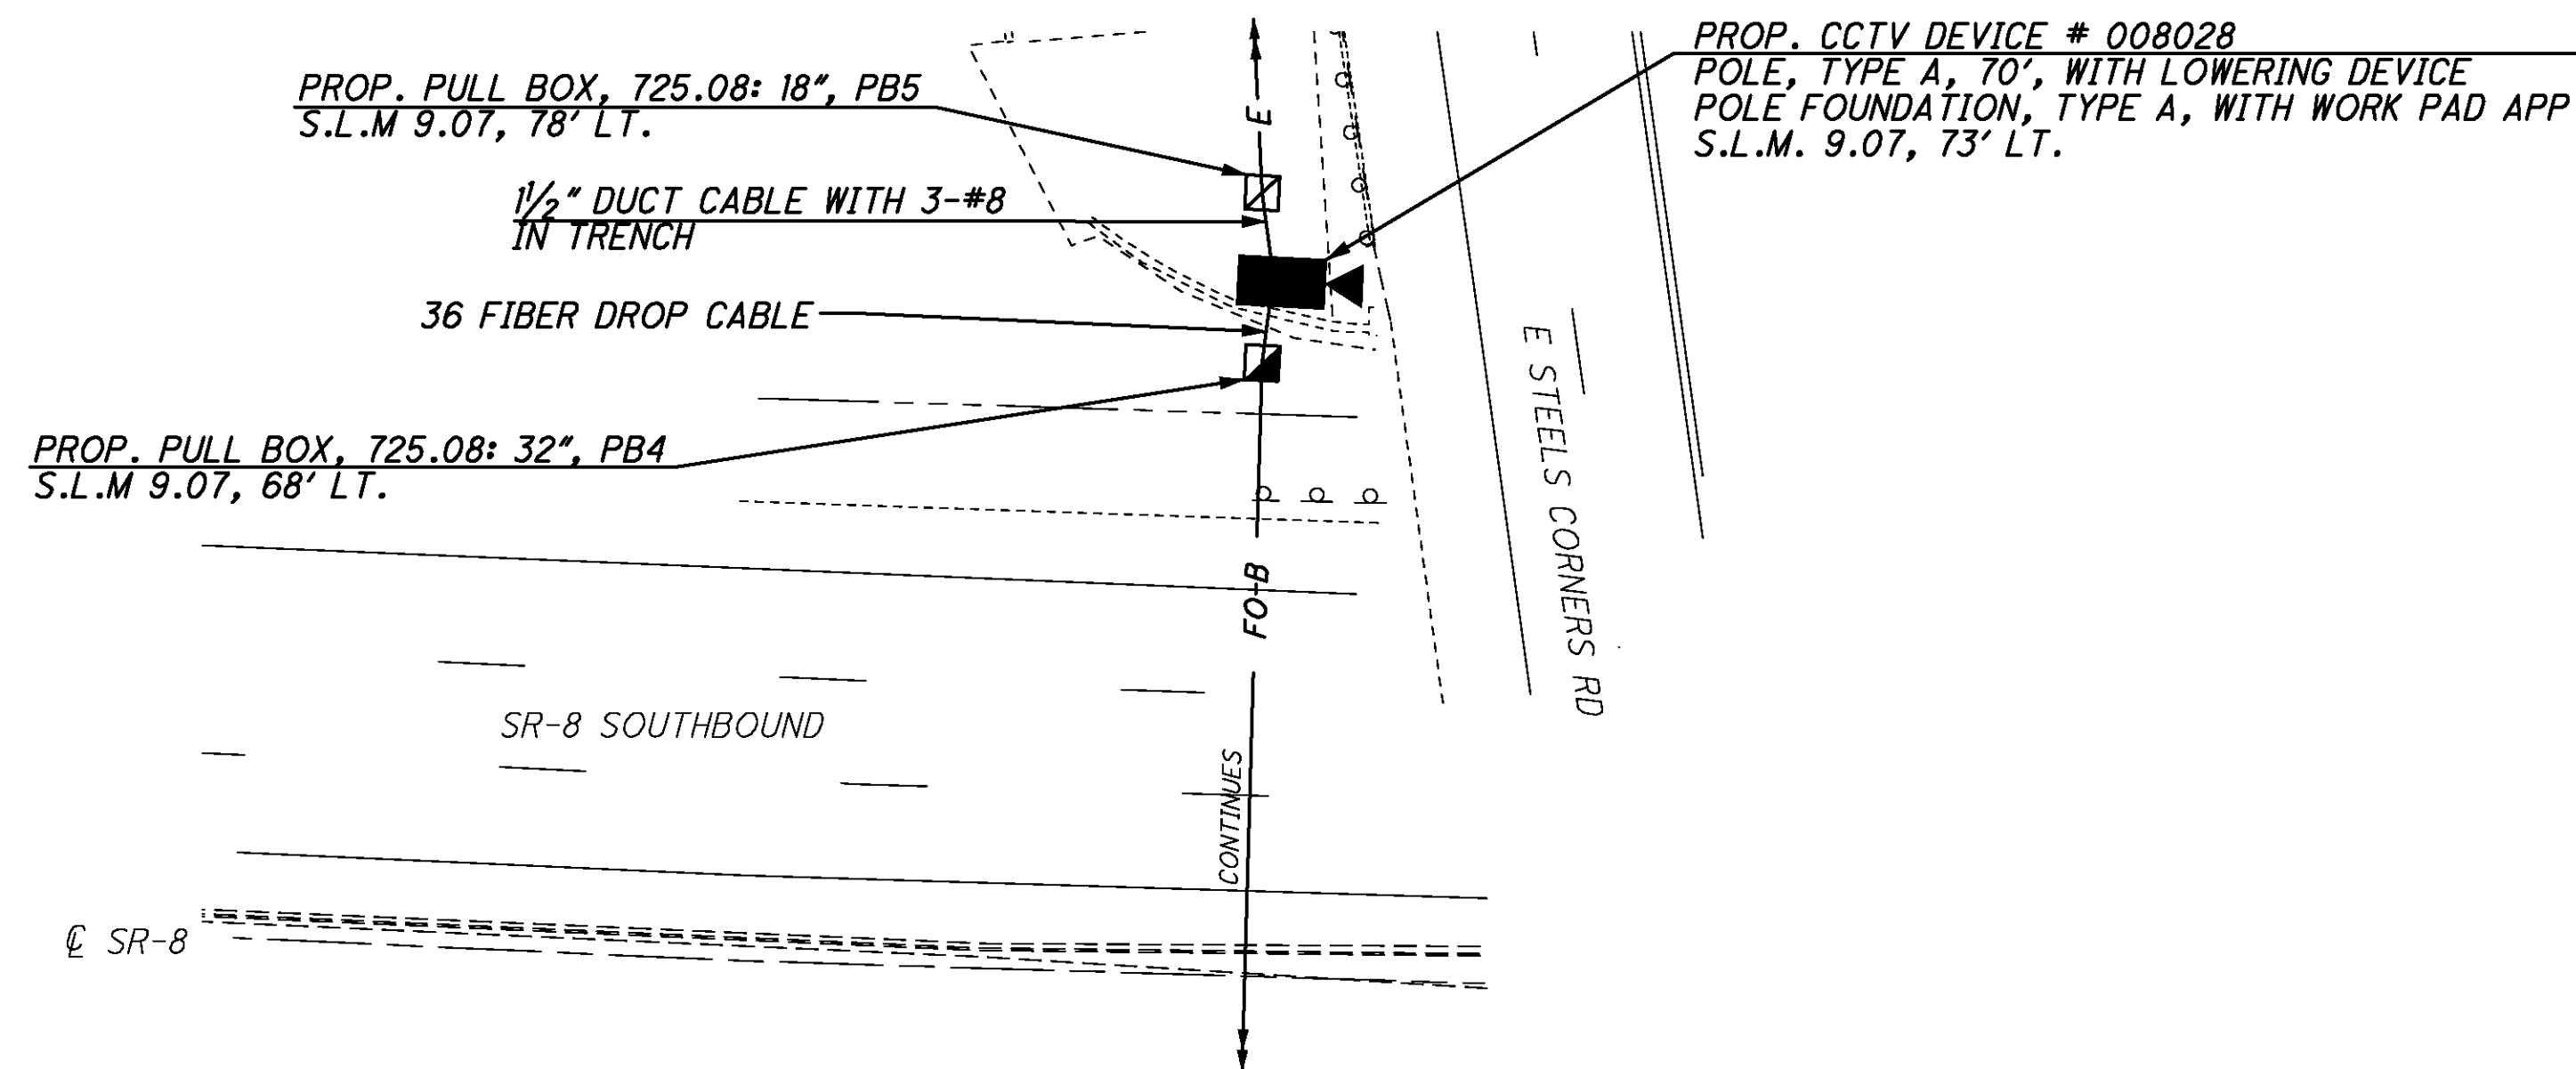 PROP. CCTV DEVICE # 008028
POLE, TYPE A, 70', WITH LOWERING DEVICE
POLE FOUNDATION, TYPE A, WITH WORK PAD APP
S.L.M. 9.07, 73' LT.
PROP. PULL BOX, 725.08: 18", PB5
S.L.M 9.07, 78' LT.
E
1½" DUCT CABLE WITH 3-#8
IN TRENCH
36 FIBER DROP CABLE
PROP. PULL BOX, 725.08: 32", PB4
S.L.M 9.07, 68' LT.
E STEELS CORNERS RD
FO-B
SR-8 SOUTHBOUND
CONTINUES
℄ SR-8